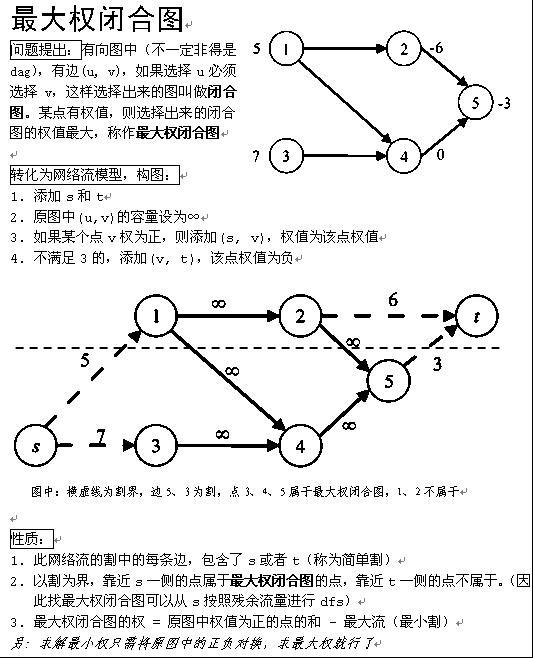 最大权闭合图
问题提出：有向图中（不一定非得是
dag），有边(u, v)，如果选择 u 必须
选择 v，这样选择出来的图叫做闭合
图。某点有权值，则选择出来的闭合
图的权值最大，称作最大权闭合图↵
5 1 2 -6
5 -3
7 3 4 0
↵
转化为网络流模型，构图：↵
1. 添加 s 和 t↵
2. 原图中(u,v)的容量设为∞↵
3. 如果某个点 v 权为正，则添加(s, v)，权值为该点权值↵
4. 不满足 3 的，添加(v, t)，该点权值为负↵
1 ∞ 2 6 t
5 ∞ ∞ 5 3
s 7 3 ∞ 4 ∞
图中：横虚线为割界，边 5、3 为割，点 3、4、5 属于最大权闭合图，1、2 不属于↵
↵
性质：↵
1. 此网络流的割中的每条边，包含了 s 或者 t（称为简单割）↵
2. 以割为界，靠近 s 一侧的点属于最大权闭合图的点，靠近 t 一侧的点不属于。（因
此找最大权闭合图可以从 s 按照残余流量进行 dfs）↵
3. 最大权闭合图的权 = 原图中权值为正的点的和 - 最大流（最小割）↵
另：求解最小权只需将原图中的正负对换，求最大权就行了↵